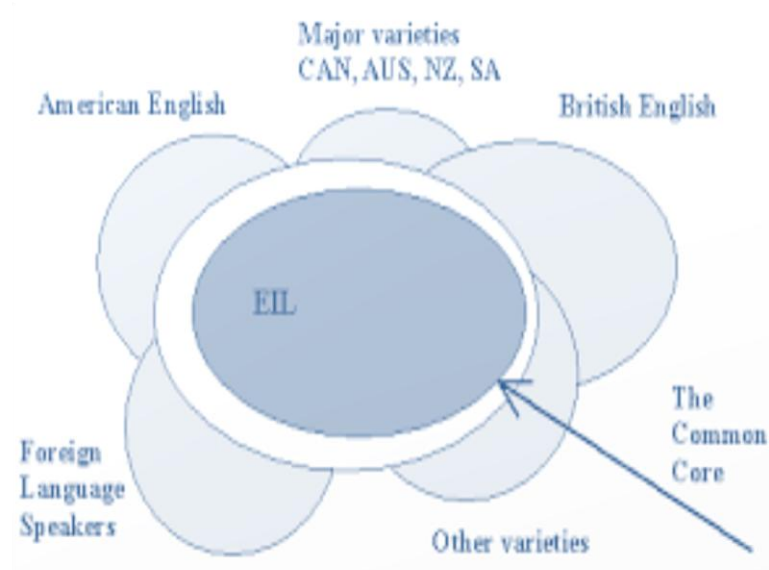 Major varieties
CAN, AUS, NZ, SA
American English
British English
EIL
The
Common
Core
Foreign
Language
Speakers
Other varieties